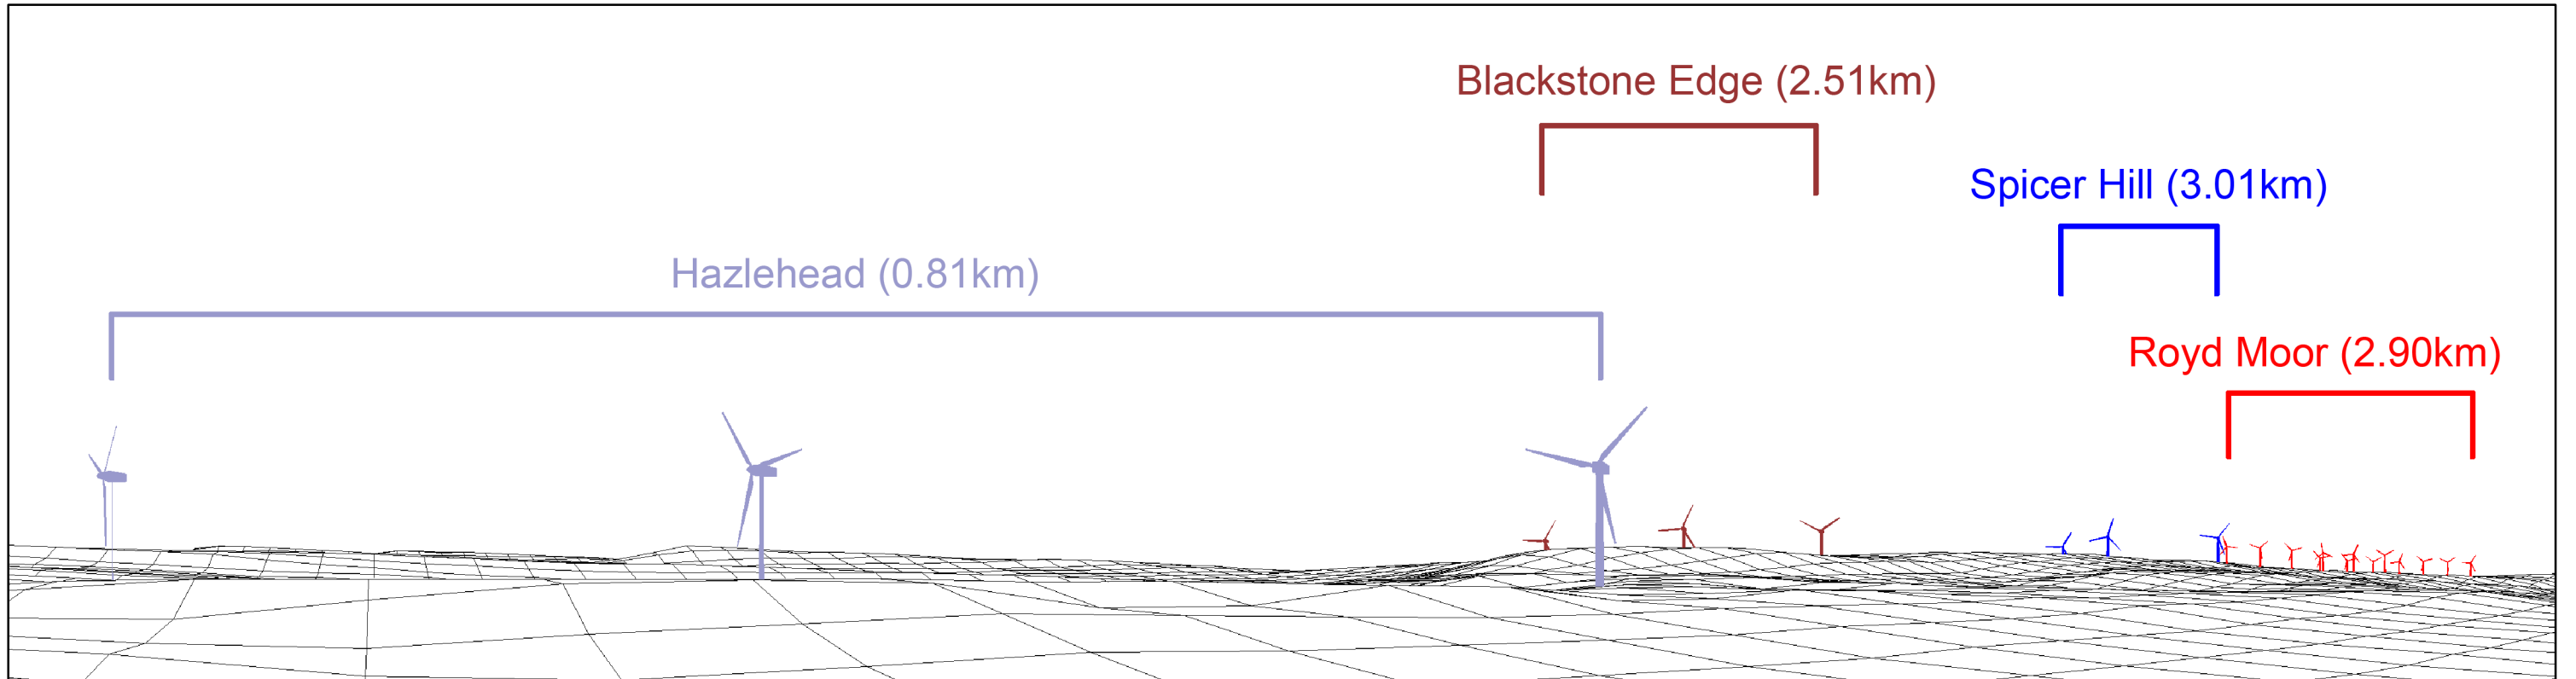 Blackstone Edge (2.51km)
Spicer Hill (3.01km)
Hazlehead (0.81km)
Royd Moor (2.90km)